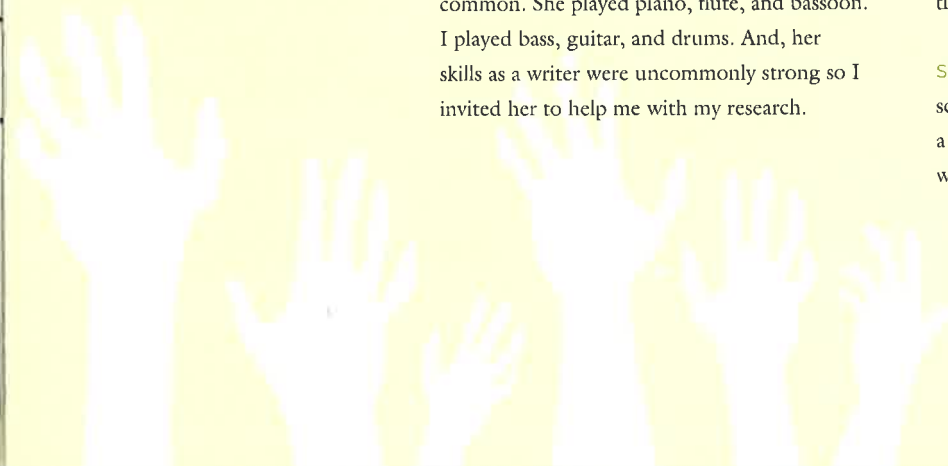 common. She played piano, flute, and bassoon.
I played bass, guitar, and drums. And, her
skills as a writer were uncommonly strong so I
invited her to help me with my research.
S
a